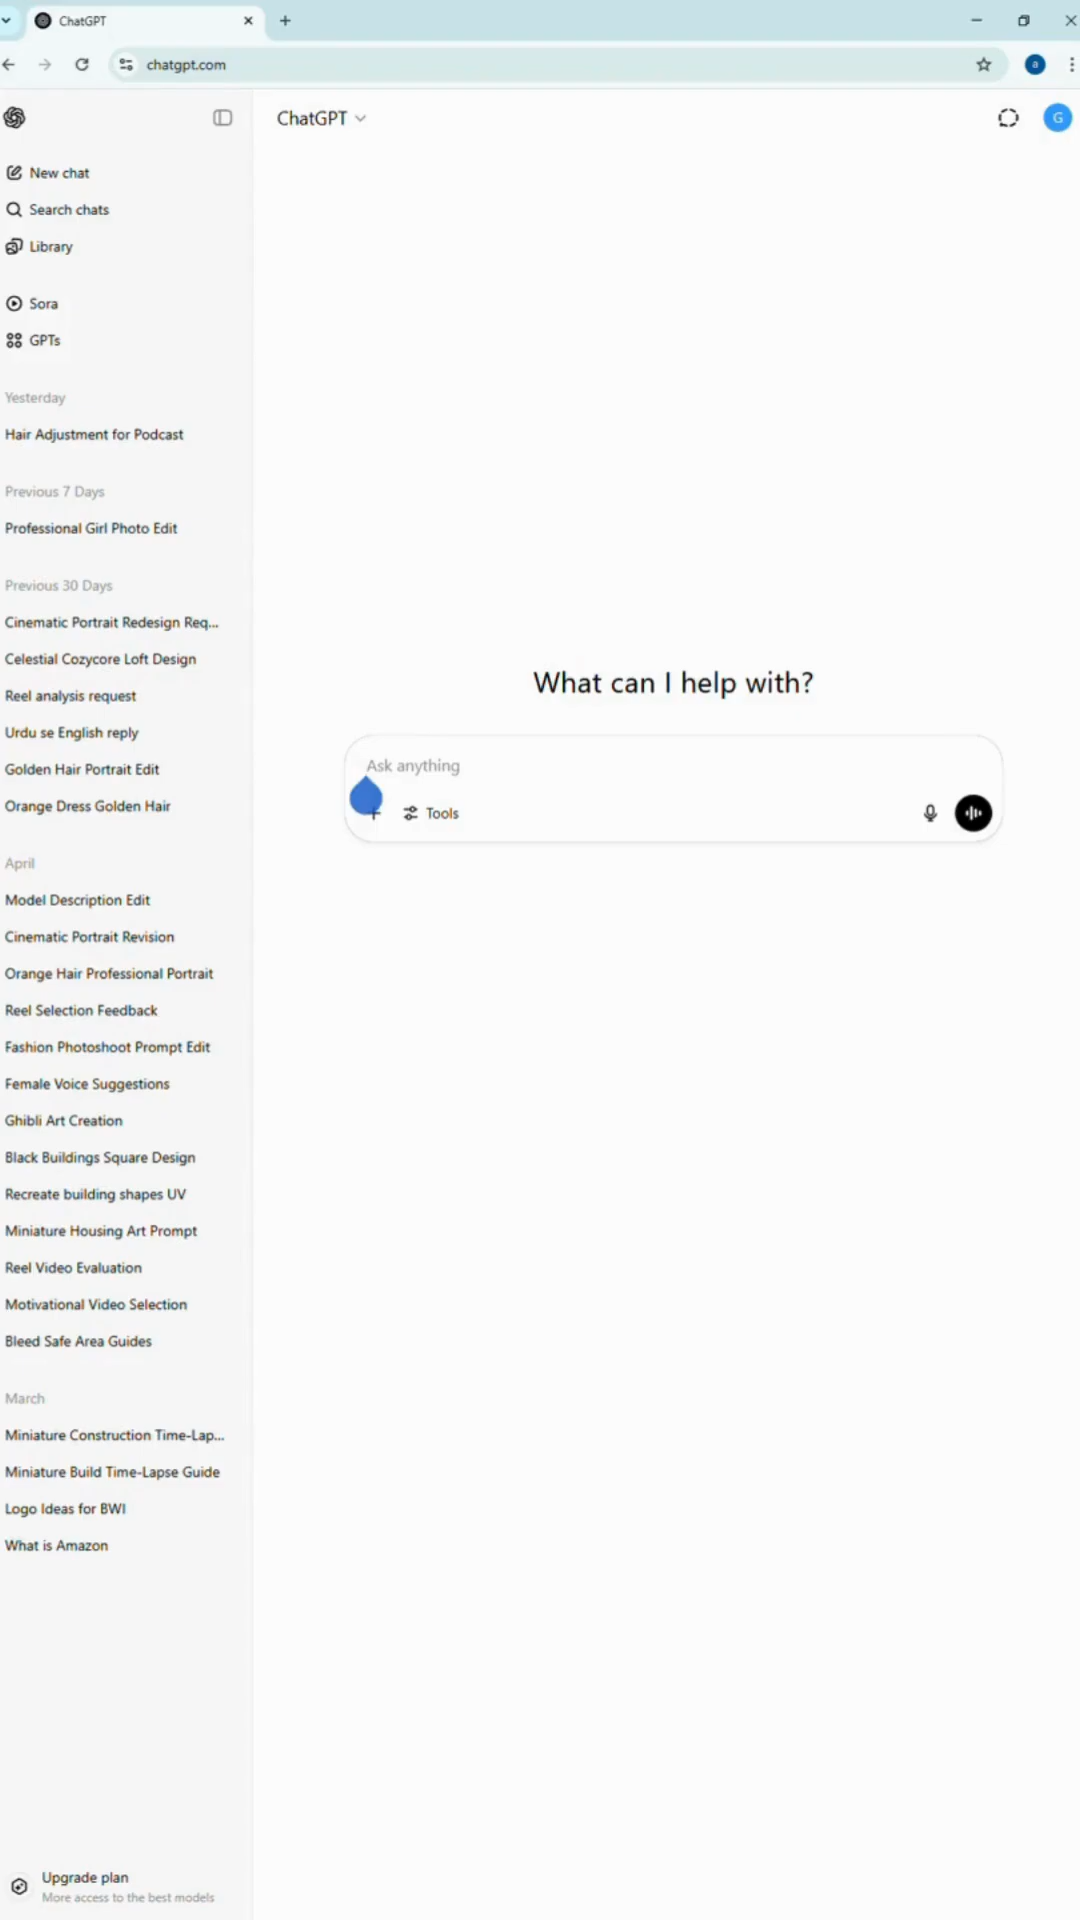 ChatGPT
chatgpt.com
a
ChatGPT
G
New chat
Search chats
Library
Sora
GPTs
Yesterday
Hair Adjustment for Podcast
Previous 7 Days
Professional Girl Photo Edit
Previous 30 Days
Cinematic Portrait Redesign Req...
Celestial Cozycore Loft Design
Reel analysis request
Urdu se English reply
Golden Hair Portrait Edit
Orange Dress Golden Hair
April
Model Description Edit
Cinematic Portrait Revision
Orange Hair Professional Portrait
Reel Selection Feedback
Fashion Photoshoot Prompt Edit
Female Voice Suggestions
Ghibli Art Creation
Black Buildings Square Design
Recreate building shapes UV
Miniature Housing Art Prompt
Reel Video Evaluation
Motivational Video Selection
Bleed Safe Area Guides
March
Miniature Construction Time-Lap...
Miniature Build Time-Lapse Guide
Logo Ideas for BWI
What is Amazon
Upgrade plan
More access to the best models
What can I help with?
Ask anything
Tools